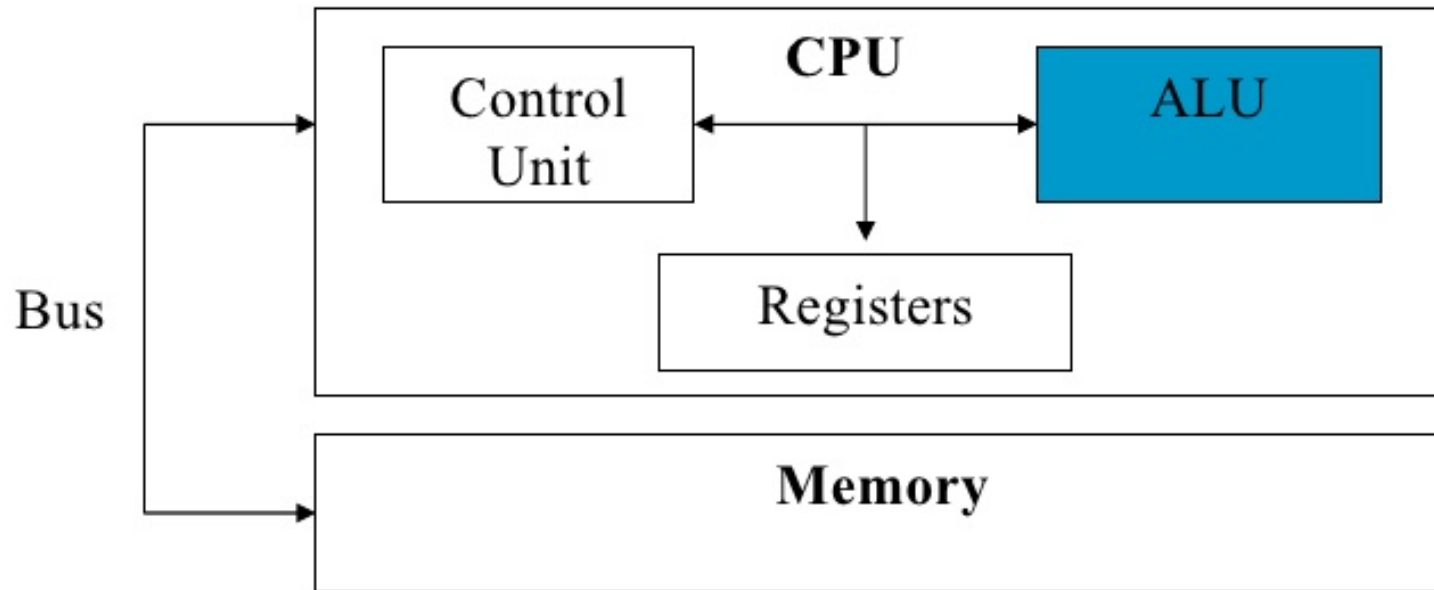 CPU
Control
Unit
ALU
Registers
Bus
Memory